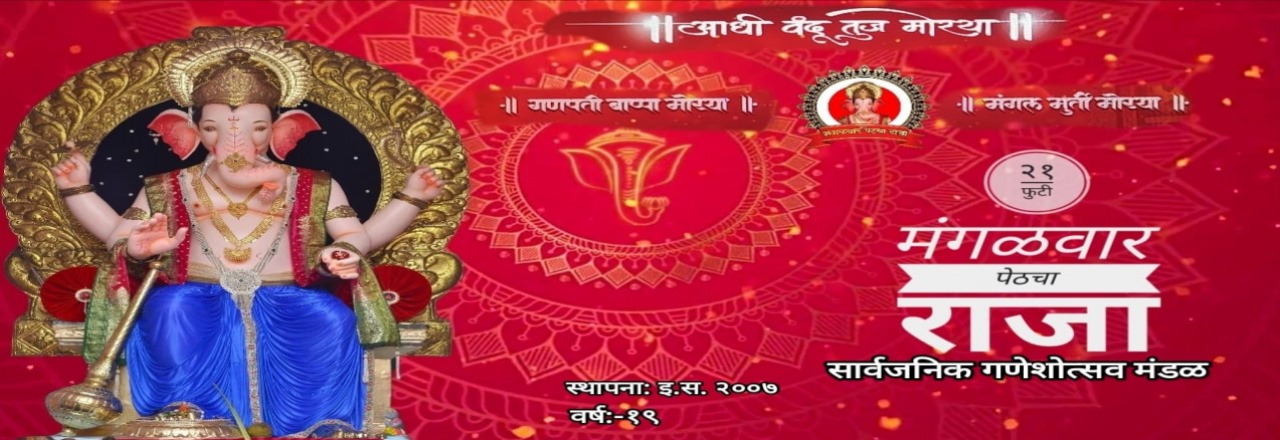 ॥ आधी वंदू तुज मोरया ॥
॥ गणपती बाप्पा मोरया ॥
॥ मंगल मुर्ती मोरया ॥
२१
फुटी
मंगळवार
पेठचा
राजा
सार्वजनिक गणेशोत्सव मंडळ
स्थापना: इ.स. २००७
वर्ष:-१९